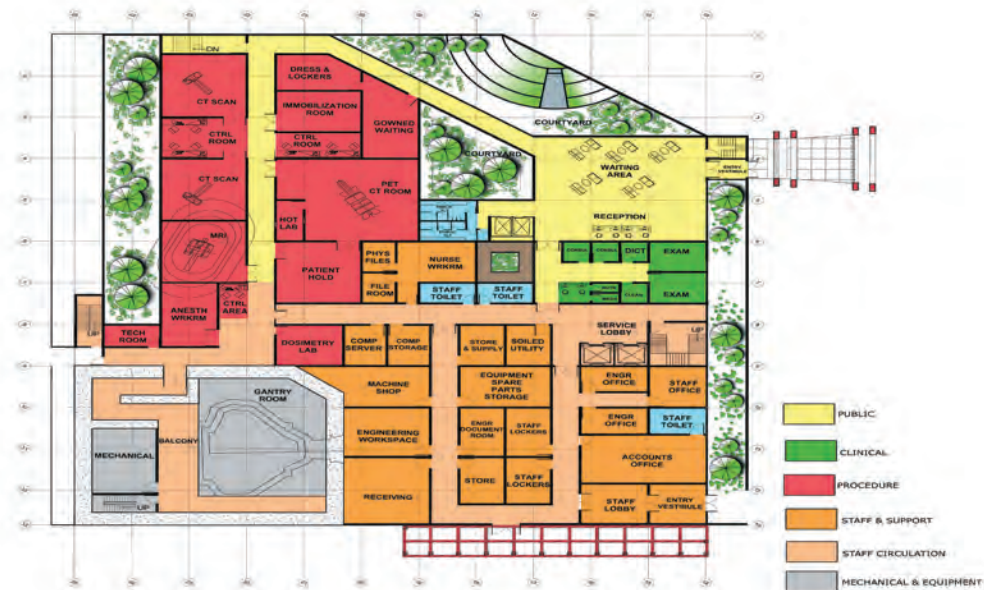 DN
DRESS &
LOCKERS
CT SCAN
IMMOBILIZATION
ROOM
GOWNED
WAITING
CTRL
ROOM
CTRL
ROOM
COURTYARD
COURTYARD
CT SCAN
PET
CT ROOM
WAITING
AREA
ENTRY
VESTIBULE
HOT
LAB
RECEPTION
MRI
PHYS
FILES
NURSE
WRKRM
DICT
EXAM
PATIENT
HOLD
FILE
ROOM
STAFF
TOILET
STAFF
TOILET
EXAM
ANESTH
WRKRM
CTRL
AREA
UP
TECH
ROOM
DOSIMETRY
LAB
COMP
SERVER
COMP
STORAGE
STORE
& SUPPLY
SOILED
UTILITY
SERVICE
LOBBY
UP
GANTRY
ROOM
MACHINE
SHOP
EQUIPMENT
SPARE
PARTS
STORAGE
ENGR
OFFICE
STAFF
OFFICE
BALCONY
MECHANICAL
ENGINEERING
WORKSPACE
ENGR
DOCUMENT
ROOM
STAFF
LOCKERS
ENGR
OFFICE
STAFF
TOILET
ACCOUNTS
OFFICE
UP
RECEIVING
STORE
STAFF
LOCKERS
STAFF
LOBBY
ENTRY
VESTIBULE
PUBLIC
CLINICAL
PROCEDURE
STAFF & SUPPORT
STAFF CIRCULATION
MECHANICAL & EQUIPMENT